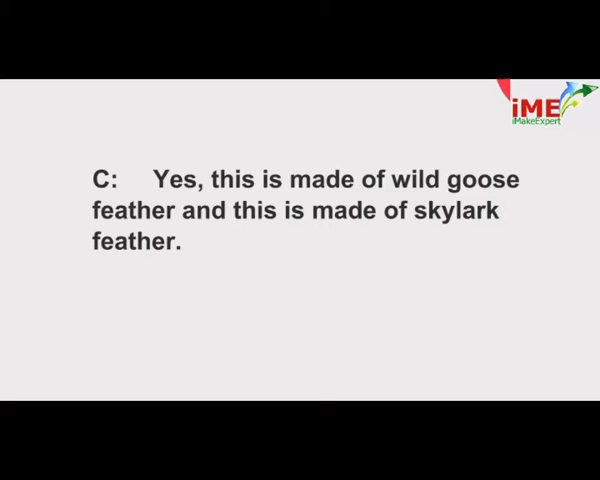 iME
iMakeExpert
C: Yes, this is made of wild goose
feather and this is made of skylark
feather.